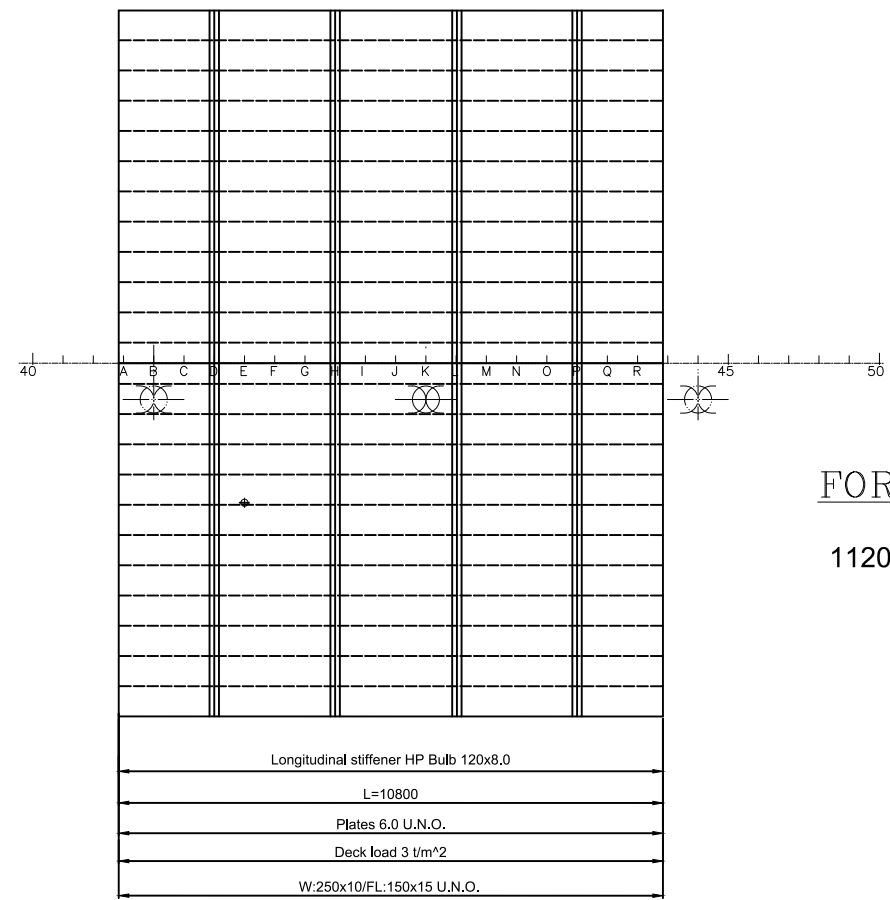 40 A B C D E F G H I J K L M N O P Q R 45 50
FOR
1120
Longitudinal stiffener HP Bulb 120x8.0
L=10800
Plates 6.0 U.N.O.
Deck load 3 t/m^2
W:250x10/FL:150x15 U.N.O.